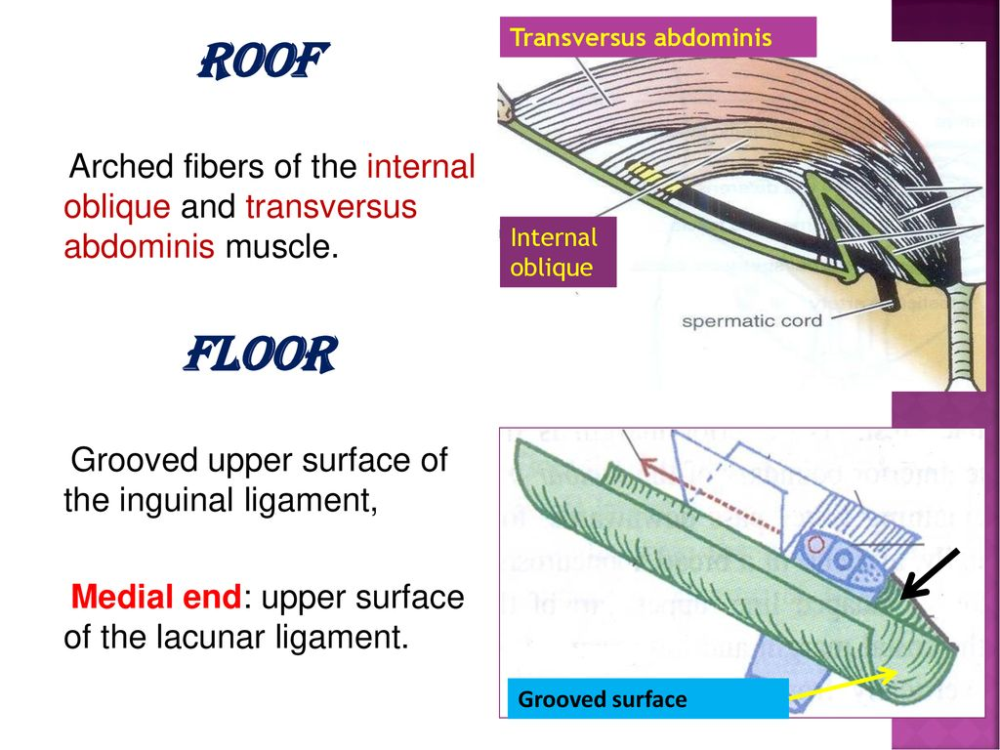 ROOF
Arched fibers of the internal
oblique and transversus
abdominis muscle.
FLOOR
Grooved upper surface of
the inguinal ligament,
Medial end: upper surface
of the lacunar ligament.
Transversus abdominis
Internal
oblique
spermatic cord
Grooved surface